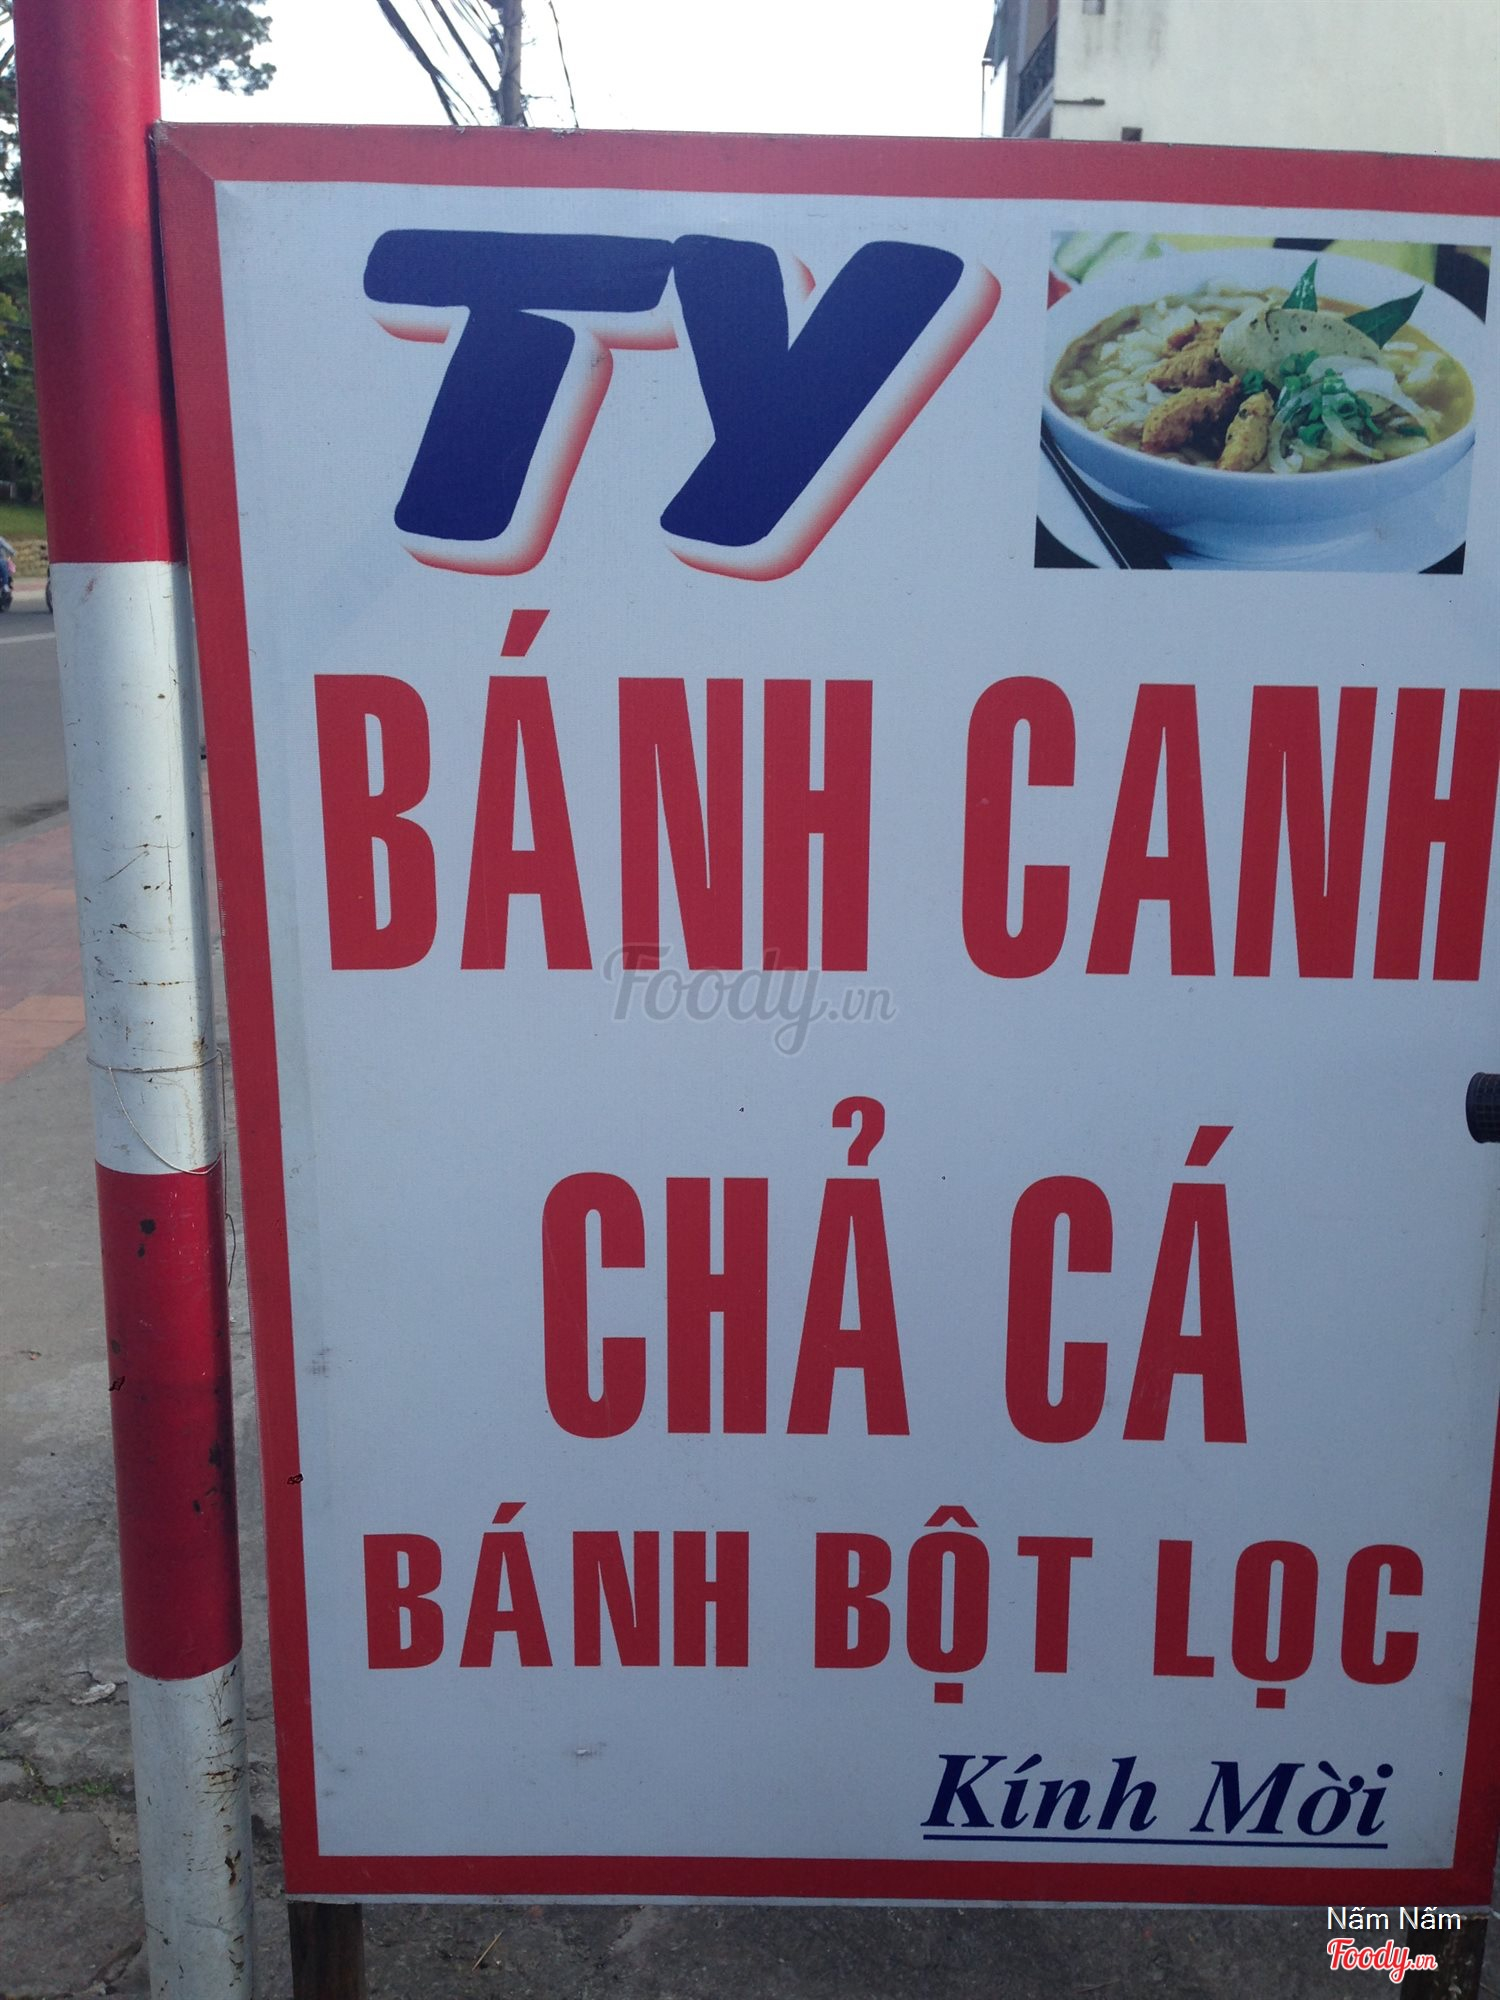 TY
BÁNH CANH
CHẢ CÁ
BÁNH BỘT LỌC
Kính Mời
Foody.vn
Nấm Nấm
Foody.vn